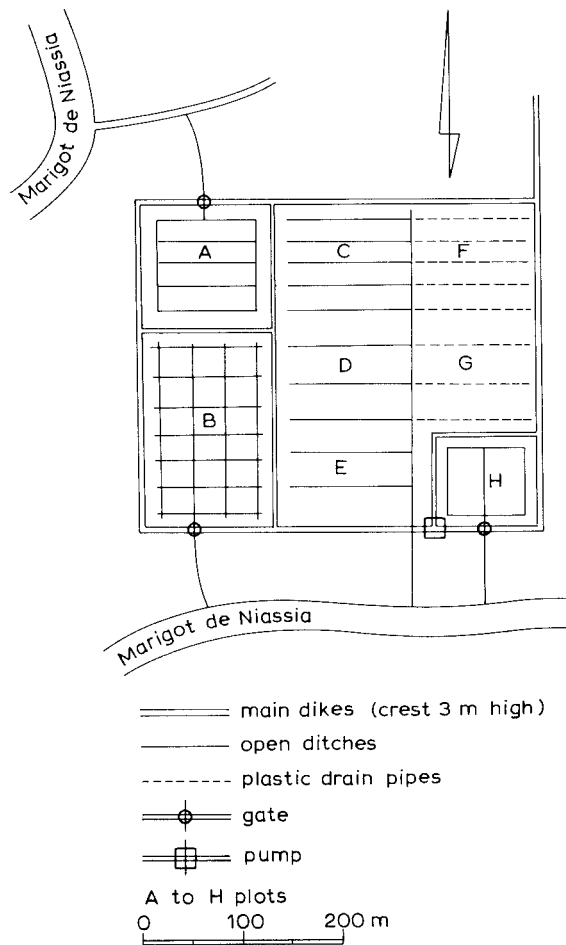 Marigot de Niassia
A
C
F
B
D
G
E
H
Marigot de Niassia
main dikes (crest 3 m high)
open ditches
plastic drain pipes
gate
pump
A to H plots
0 100 200 m